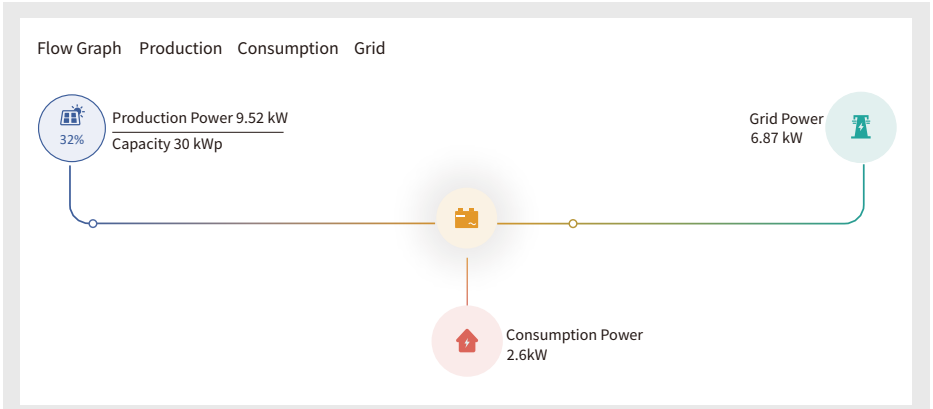 Flow Graph Production Consumption Grid
Production Power 9.52 kW
32%
Capacity 30 kWp
Grid Power
6.87 kW
Consumption Power
2.6kW